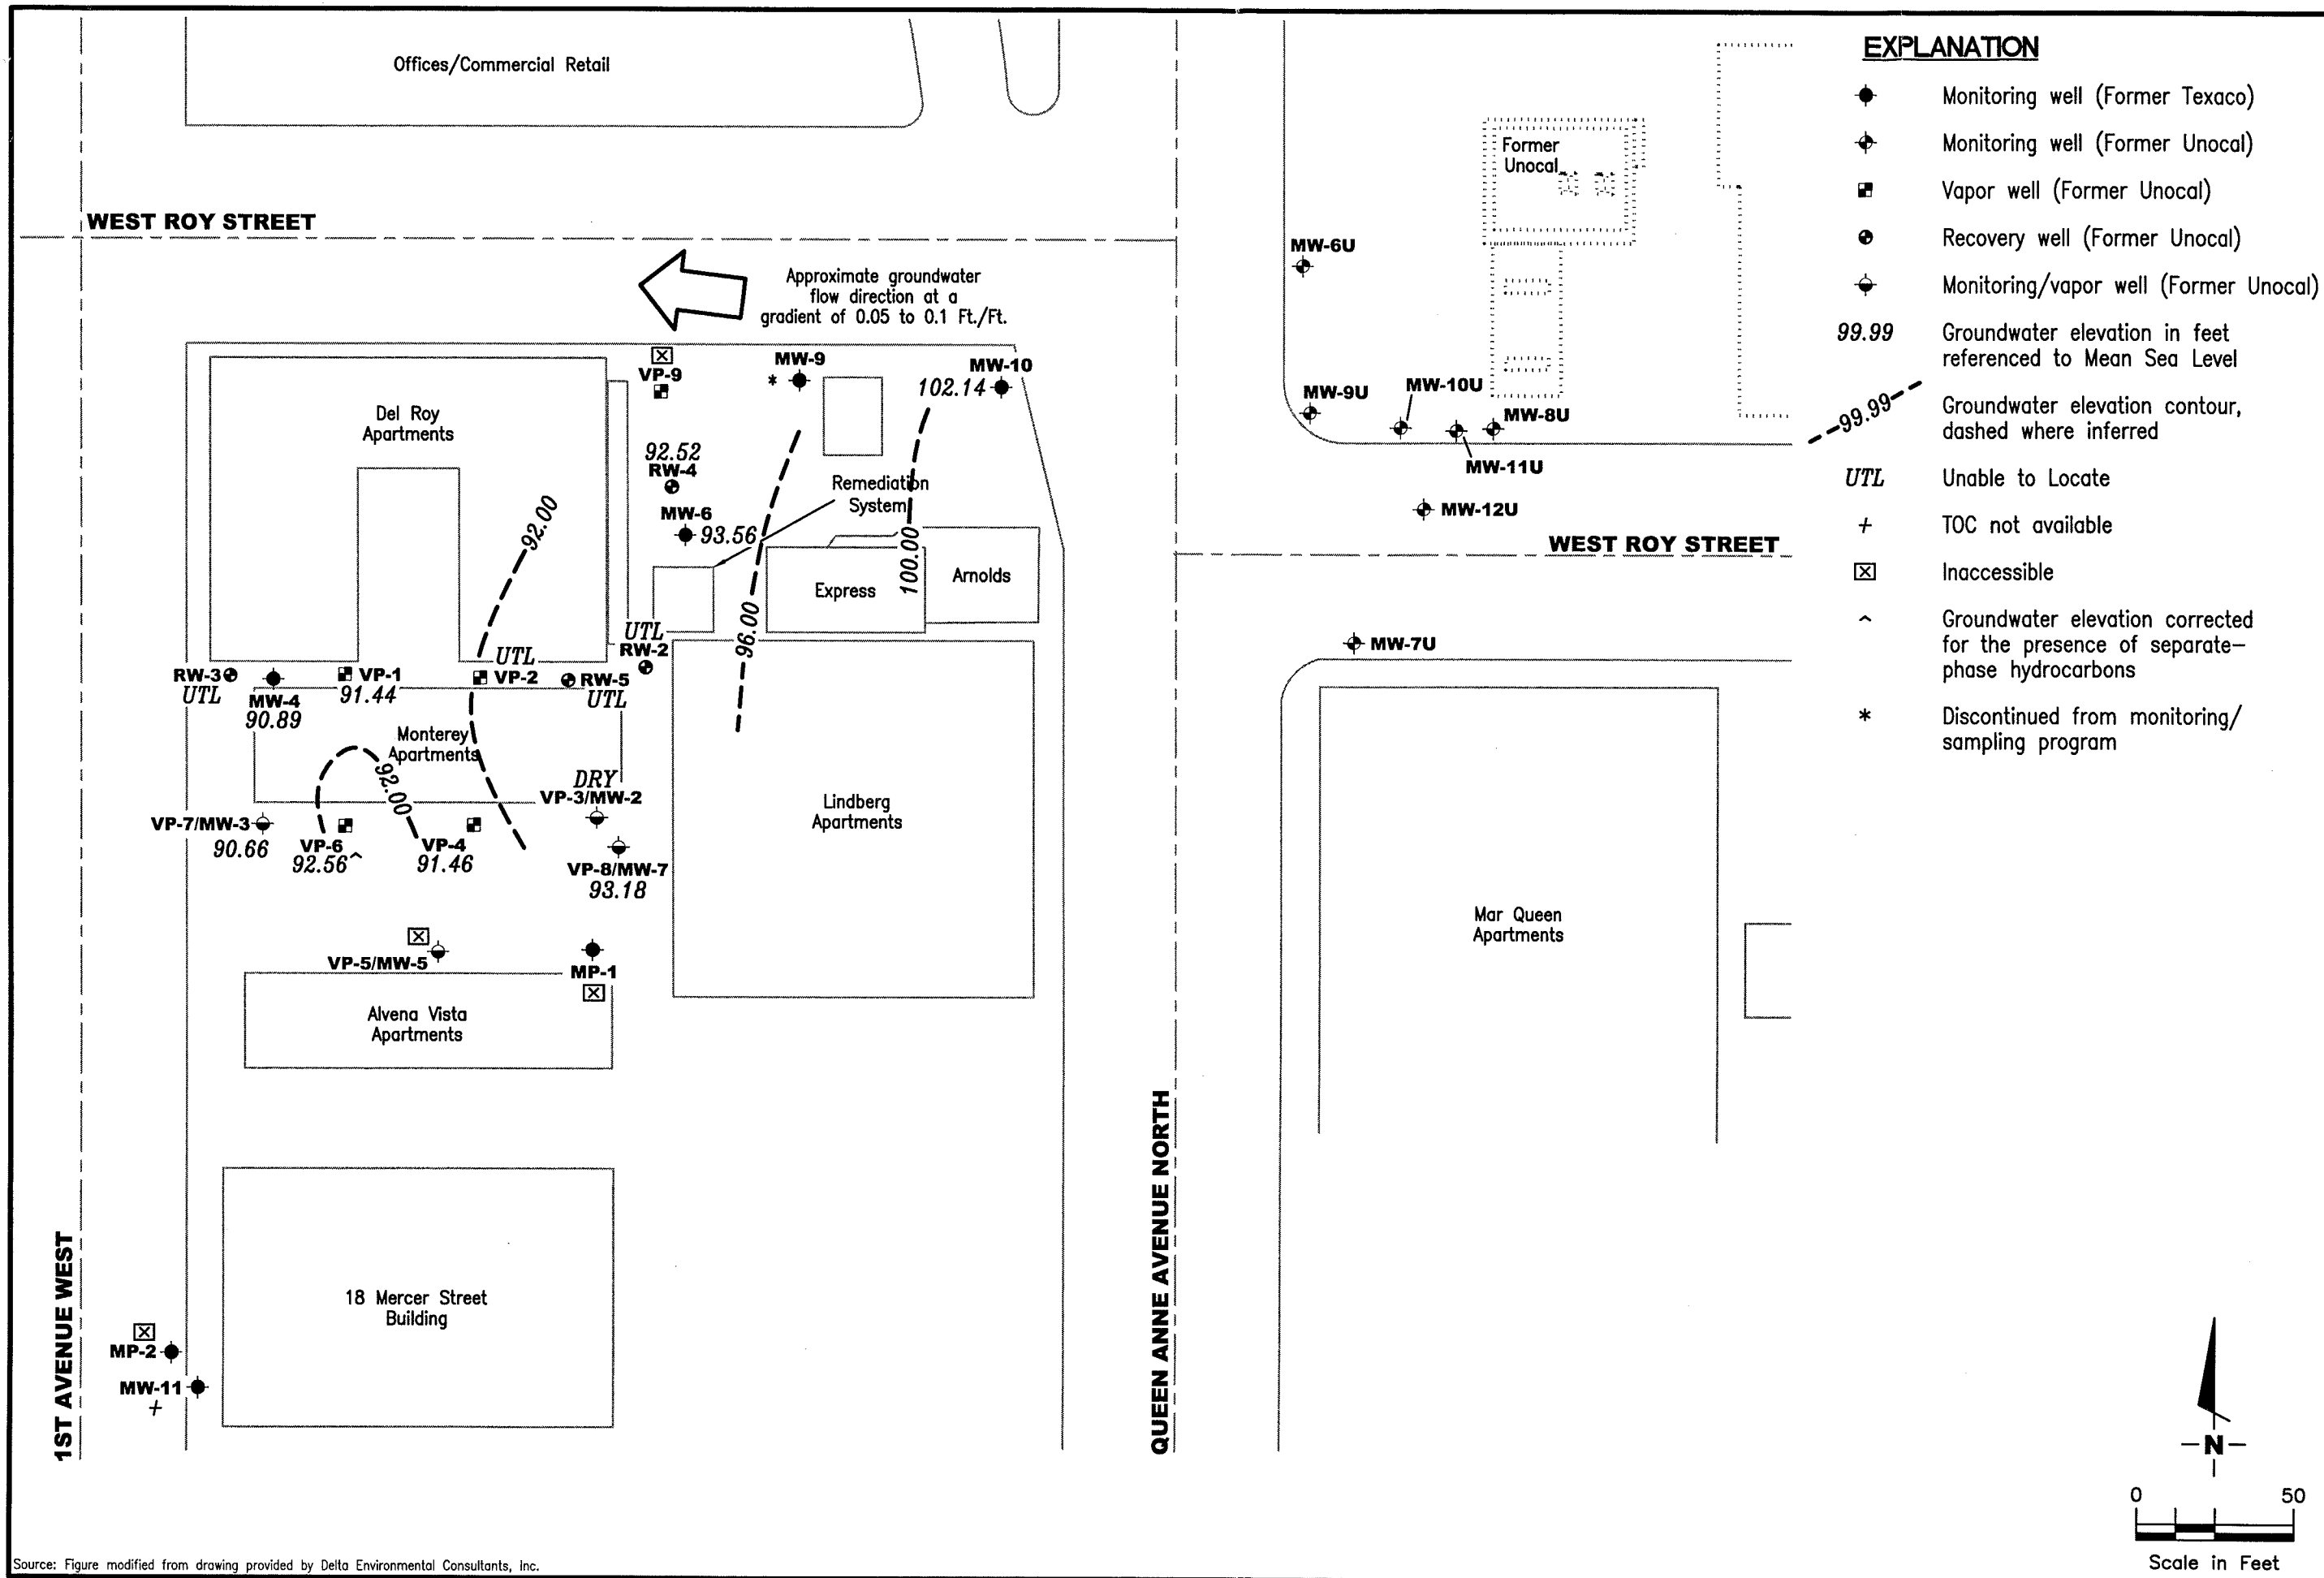 Offices/Commercial Retail
WEST ROY STREET
Approximate groundwater
flow direction at a
gradient of 0.05 to 0.1 Ft./Ft.
VP-9
* MW-9
MW-10
102.14
Del Roy
Apartments
92.52
RW-4
MW-6
93.56
Remediation
System
92.00
96.00
100.00
Express
Arnolds
UTL
RW-2
RW-3
UTL
MW-4
90.89
VP-1
91.44
UTL
VP-2
RW-5
UTL
Monterey
Apartments
92.00
DRY
VP-3/MW-2
VP-7/MW-3
90.66
VP-6
92.56^
VP-4
91.46
VP-8/MW-7
93.18
Lindberg
Apartments
VP-5/MW-5
MP-1
Alvena Vista
Apartments
18 Mercer Street
Building
MP-2
MW-11
+
1ST AVENUE WEST
QUEEN ANNE AVENUE NORTH
Former
Unocal
MW-6U
MW-9U
MW-10U
MW-8U
MW-11U
MW-12U
WEST ROY STREET
MW-7U
Mar Queen
Apartments
EXPLANATION
Monitoring well (Former Texaco)
Monitoring well (Former Unocal)
Vapor well (Former Unocal)
Recovery well (Former Unocal)
Monitoring/vapor well (Former Unocal)
99.99 Groundwater elevation in feet
referenced to Mean Sea Level
99.99 Groundwater elevation contour,
dashed where inferred
UTL Unable to Locate
+ TOC not available
Inaccessible
^ Groundwater elevation corrected
for the presence of separate-
phase hydrocarbons
* Discontinued from monitoring/
sampling program
N
0 50
Scale in Feet
Source: Figure modified from drawing provided by Delta Environmental Consultants, Inc.